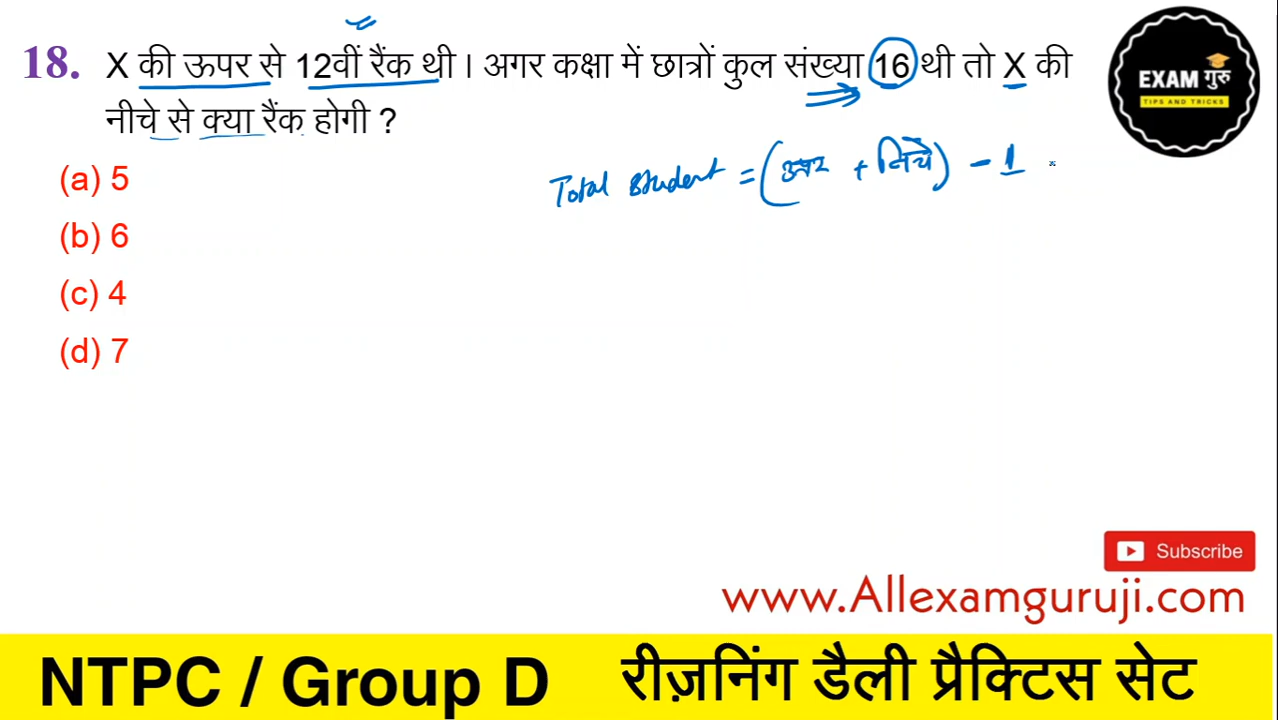 18. X की ऊपर से 12वीं रैंक थी। अगर कक्षा में छात्रों कुल संख्या 16 थी तो X की
नीचे से क्या रैंक होगी ?
EXAM गुरु
TIPS AND TRICKS
Total Student = (उपर + निचे) - 1
(a) 5
(b) 6
(c) 4
(d) 7
Subscribe
www.Allexamguruji.com
NTPC / Group D रीज़निंग डैली प्रैक्टिस सेट